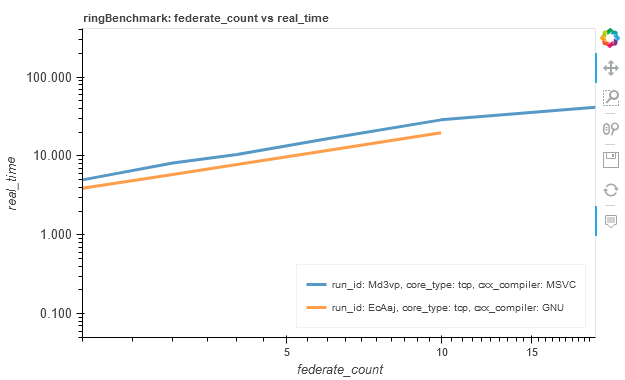 ringBenchmark: federate_count vs real_time
100.000
10.000
1.000
0.100
real_time
run_id: Md3vp, core_type: tcp, cxx_compiler: MSVC
run_id: EcAaj, core_type: tcp, cxx_compiler: GNU
5
10
15
federate_count